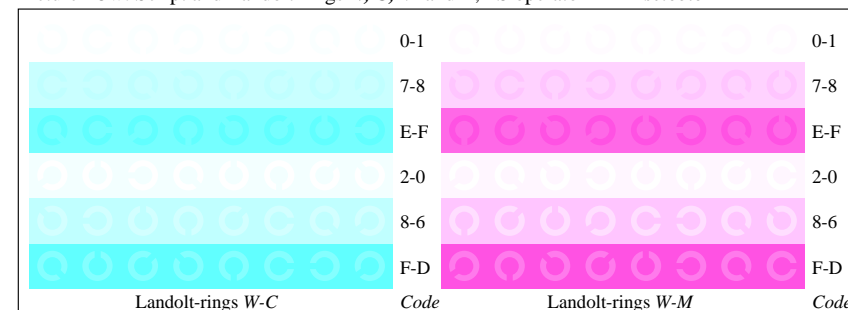 0-1 0-1
7-8 7-8
E-F E-F
2-0 2-0
8-6 8-6
F-D F-D
Landolt-rings W-C Code Landolt-rings W-M Code